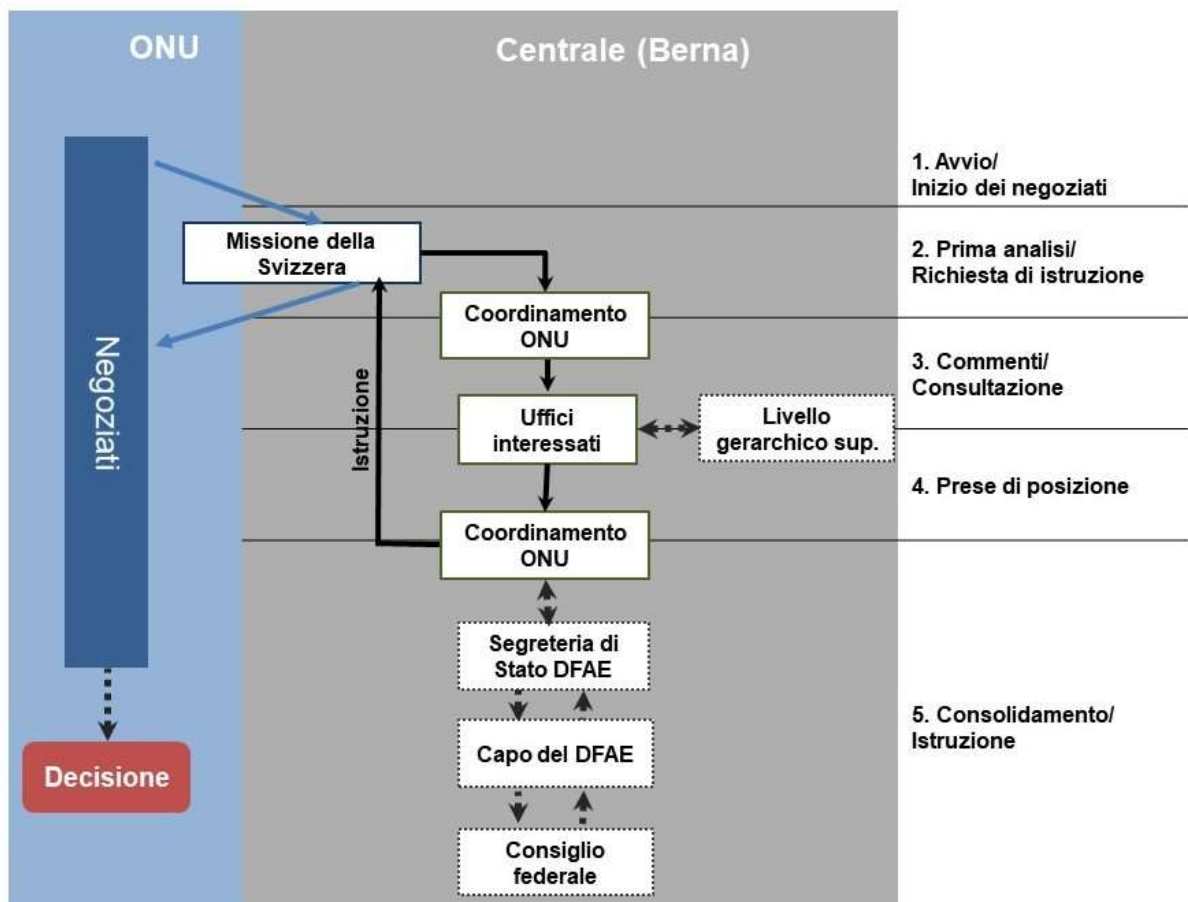 ONU
Centrale (Berna)
1. Avvio/
Inizio dei negoziati
Missione della
Svizzera
2. Prima analisi/
Richiesta di istruzione
Coordinamento
ONU
Negoziati
Istruzione
3. Commenti/
Consultazione
Uffici
interessati
Livello
gerarchico sup.
4. Prese di posizione
Coordinamento
ONU
Segreteria di
Stato DFAE
5. Consolidamento/
Istruzione
Capo del DFAE
Decisione
Consiglio
federale